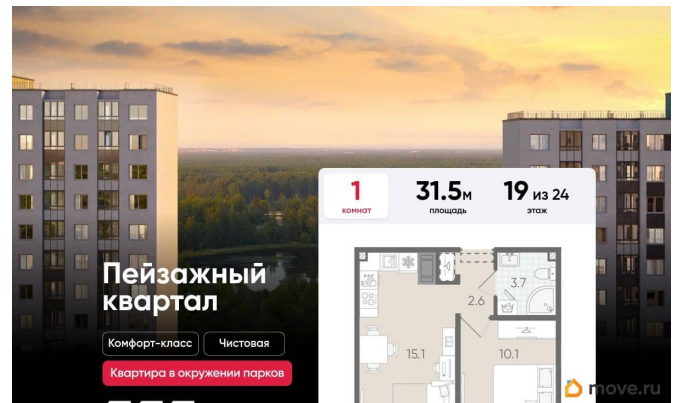 1
комнат
31.5м
площадь
19 из 24
этаж
Пейзажный
квартал
Комфорт-класс
Чистовая
Квартира в окружении парков
3.7
2.6
15.1
10.1
move.ru